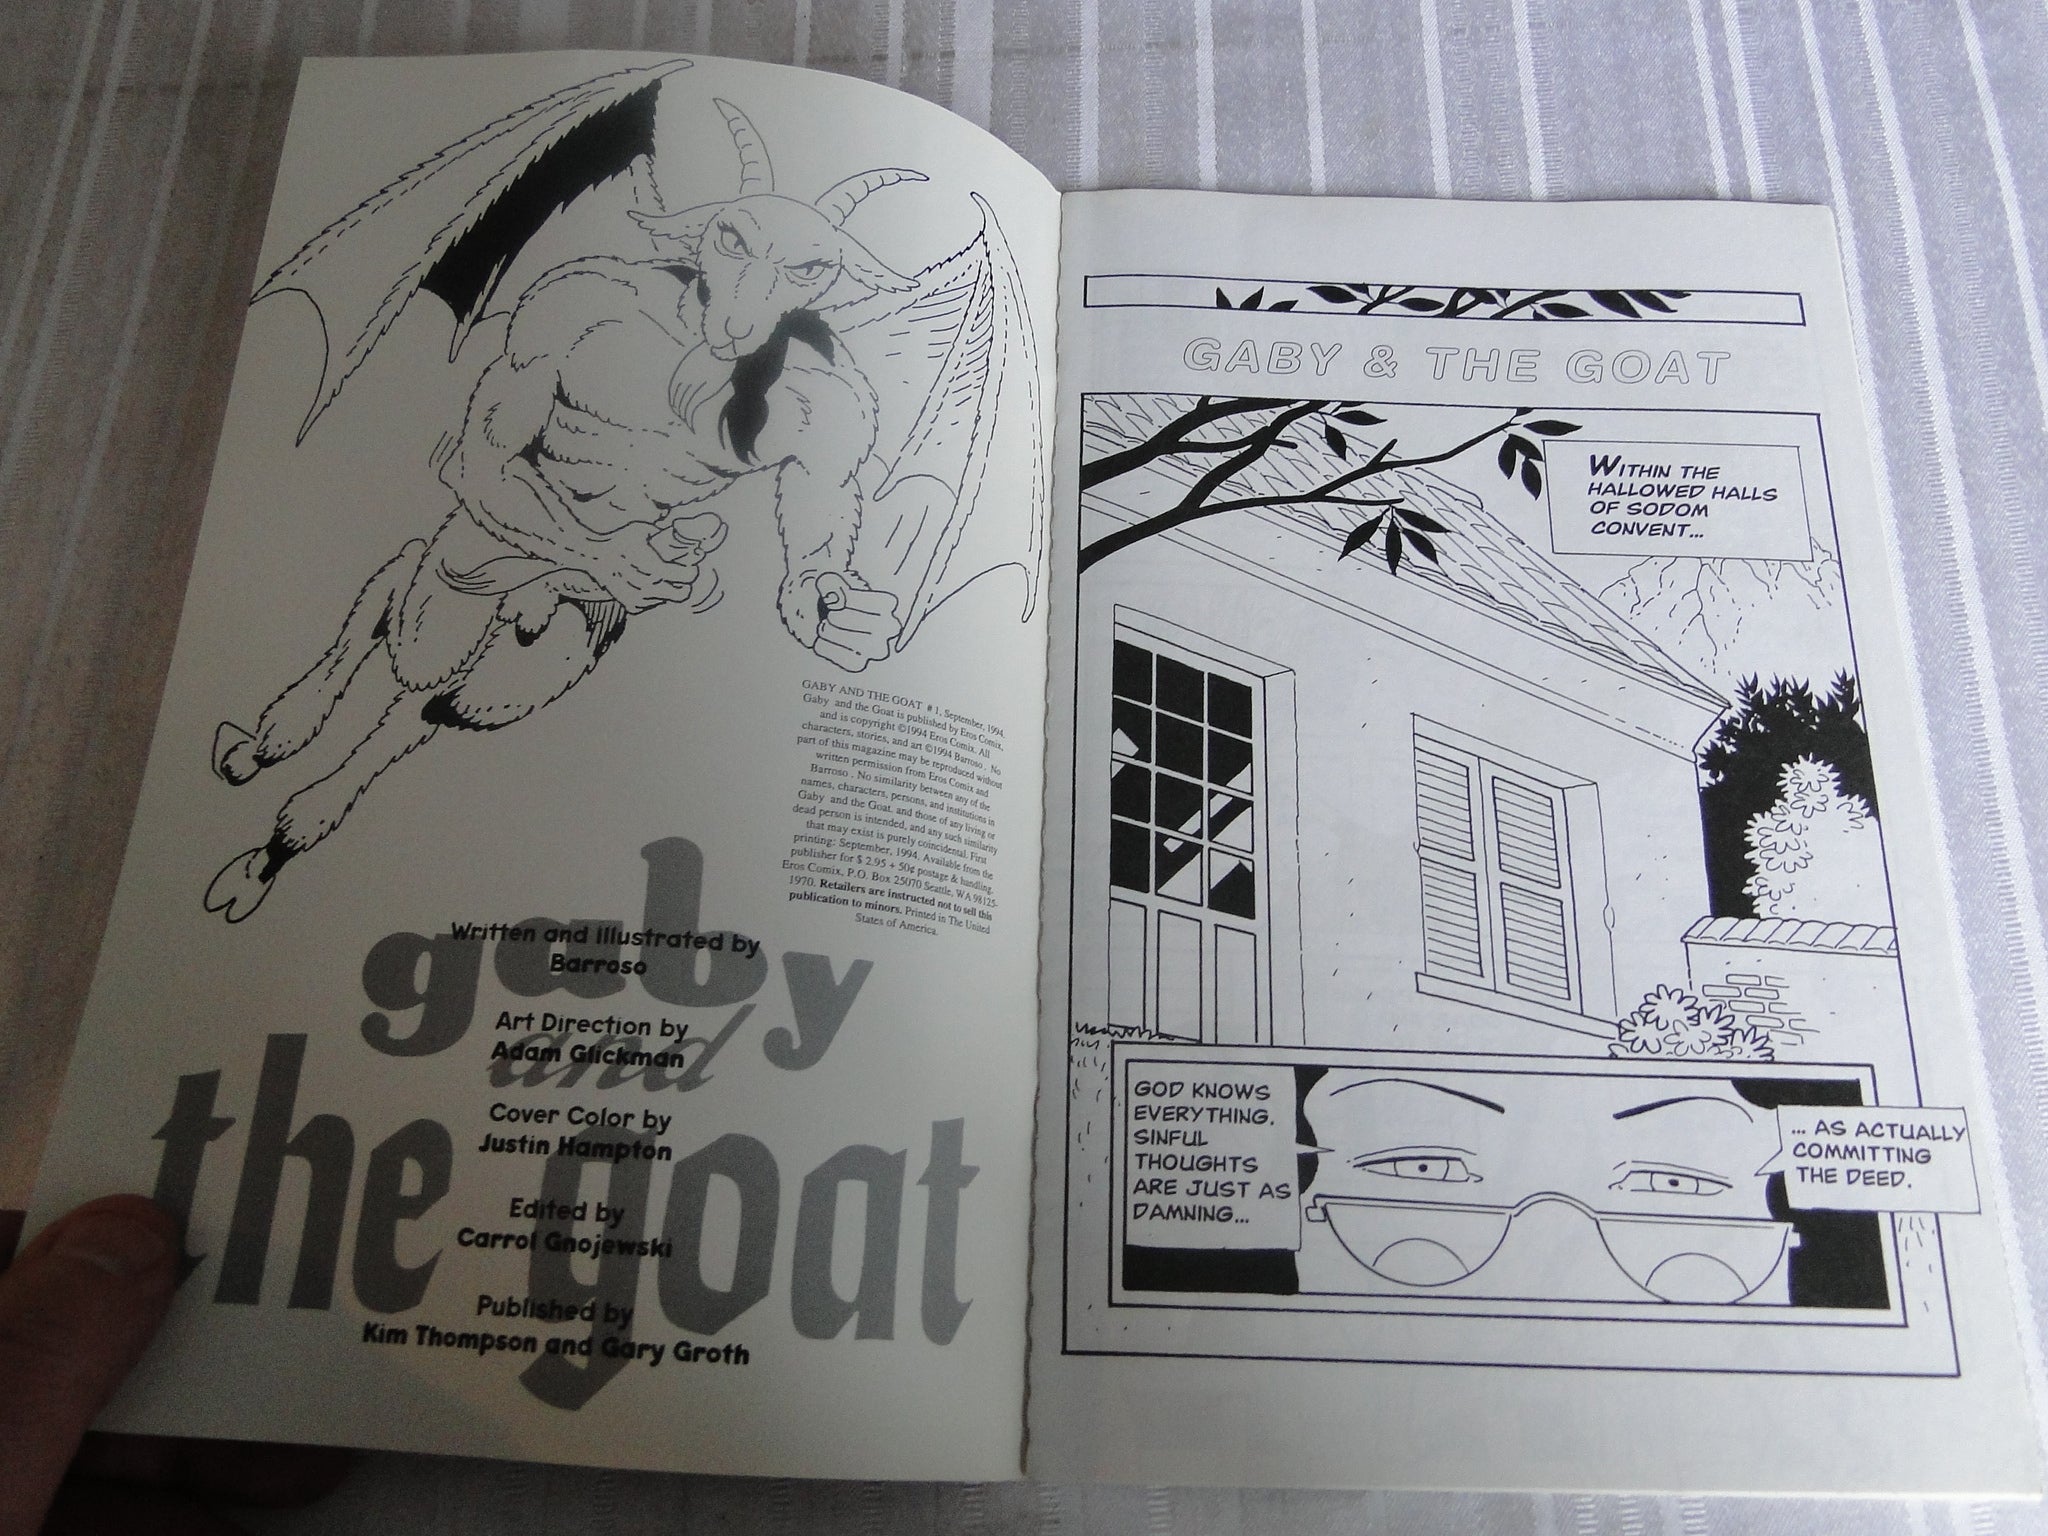 GABY AND THE GOAT # 1, September, 1994.
Gaby and the Goat is published by Eros Comix,
and is copyright ©1994 Eros Comix. All
characters, stories, and art ©1994 Barroso . No
part of this magazine may be reproduced without
written permission from Eros Comix and
Barroso . No similarity between any of the
names, characters, persons, and institutions in
Gaby and the Goat, and those of any living or
dead person is intended, and any such similarity
that may exist is purely coincidental. First
printing: September, 1994. Available from the
publisher for $ 2.95 + 50¢ postage & handling.
Eros Comix, P.O. Box 25070 Seattle, WA 98125-
1970. Retailers are instructed not to sell this
publication to minors. Printed in The United
States of America.
gaby
and
the goat
Written and Illustrated by
Barroso
Art Direction by
Adam Glickman
Cover Color by
Justin Hampton
Edited by
Carrol Gnojewski
Published by
Kim Thompson and Gary Groth
GABY & THE GOAT
WITHIN THE
HALLOWED HALLS
OF SODOM
CONVENT...
GOD KNOWS
EVERYTHING.
SINFUL
THOUGHTS
ARE JUST AS
DAMNING...
... AS ACTUALLY
COMMITTING
THE DEED.